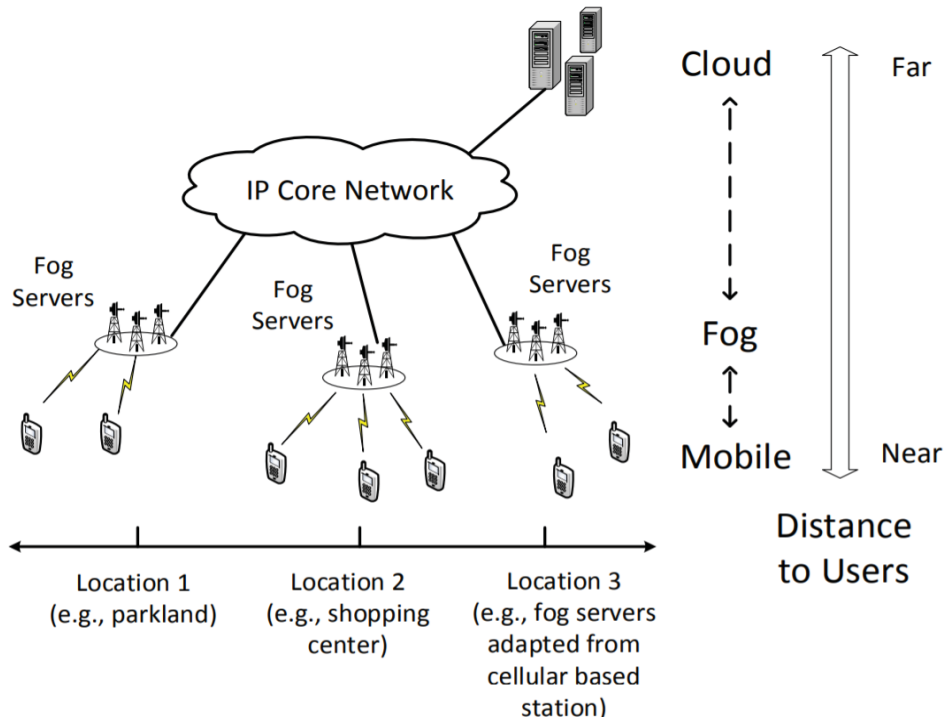 Cloud
Far
IP Core Network
Fog
Servers
Fog
Servers
Fog
Servers
Fog
Mobile
Near
Distance
to Users
Location 1
(e.g., parkland)
Location 2
(e.g., shopping
center)
Location 3
(e.g., fog servers
adapted from
cellular based
station)